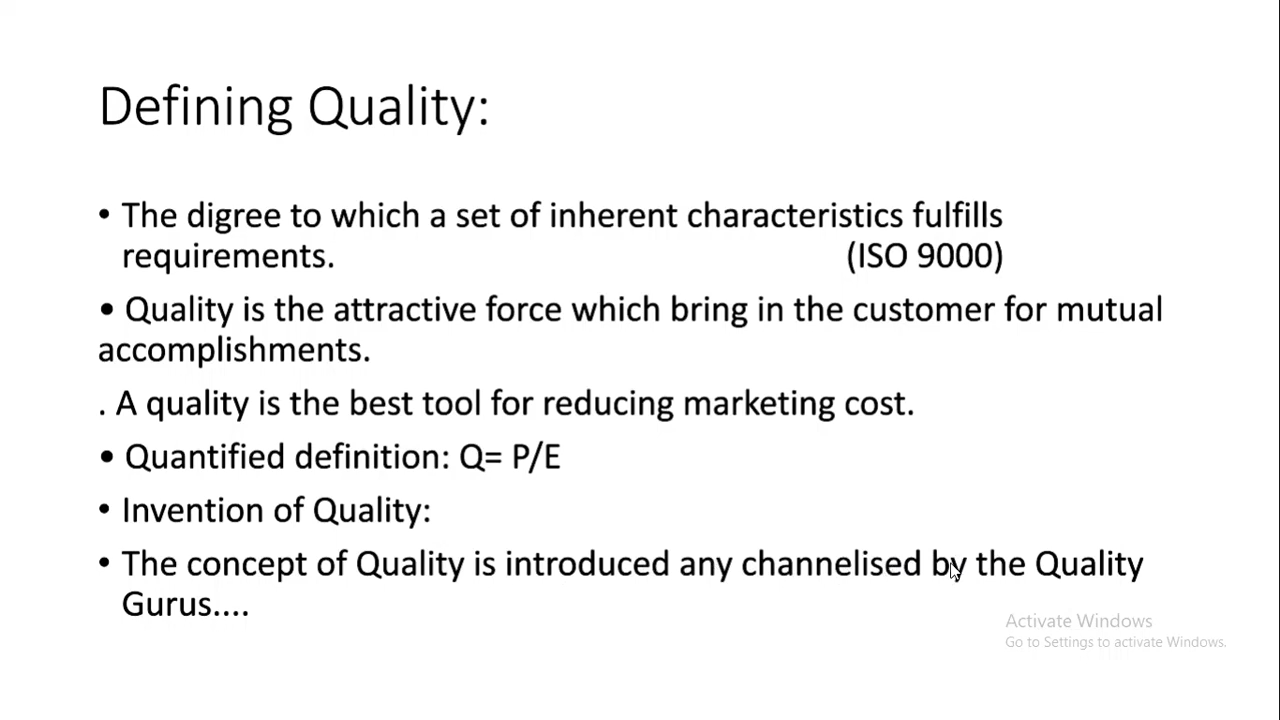 Defining Quality:
• The digree to which a set of inherent characteristics fulfills
requirements. (ISO 9000)
• Quality is the attractive force which bring in the customer for mutual
accomplishments.
. A quality is the best tool for reducing marketing cost.
• Quantified definition: Q= P/E
• Invention of Quality:
• The concept of Quality is introduced any channelised by the Quality
Gurus....
Activate Windows
Go to Settings to activate Windows.